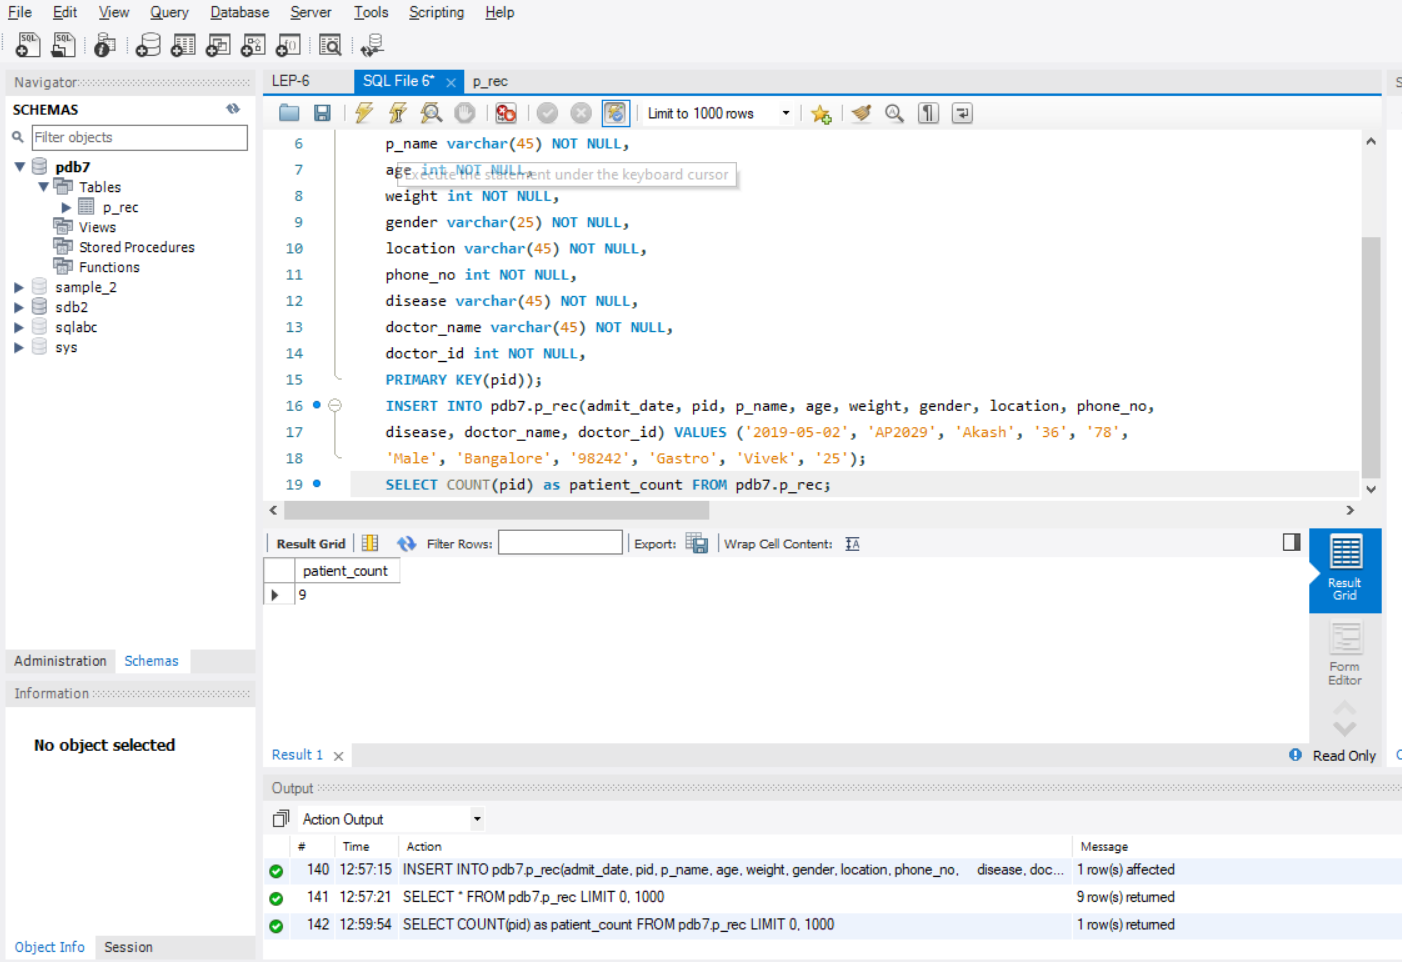 File Edit View Query Database Server Tools Scripting Help
SQL SQL
Navigator
SCHEMAS
Filter objects
pdb7
Tables
p_rec
Views
Stored Procedures
Functions
sample_2
sdb2
sqlabc
sys
Administration Schemas
Information
No object selected
Object Info Session
LEP-6 SQL File 6* p_rec
Limit to 1000 rows
6 p_name varchar(45) NOT NULL,
7 age int NOT NULL,
Execute the statement under the keyboard cursor
8 weight int NOT NULL,
9 gender varchar(25) NOT NULL,
10 location varchar(45) NOT NULL,
11 phone_no int NOT NULL,
12 disease varchar(45) NOT NULL,
13 doctor_name varchar(45) NOT NULL,
14 doctor_id int NOT NULL,
15 PRIMARY KEY(pid));
16 INSERT INTO pdb7.p_rec(admit_date, pid, p_name, age, weight, gender, location, phone_no,
17 disease, doctor_name, doctor_id) VALUES ('2019-05-02', 'AP2029', 'Akash', '36', '78',
18 'Male', 'Bangalore', '98242', 'Gastro', 'Vivek', '25');
19 SELECT COUNT(pid) as patient_count FROM pdb7.p_rec;
Result Grid Filter Rows: Export: Wrap Cell Content:
patient_count
9
Result
Grid
Form
Editor
Result 1 Read Only
Output
Action Output
# Time Action Message
140 12:57:15 INSERT INTO pdb7.p_rec(admit_date, pid, p_name, age, weight, gender, location, phone_no, disease, doc... 1 row(s) affected
141 12:57:21 SELECT * FROM pdb7.p_rec LIMIT 0, 1000 9 row(s) returned
142 12:59:54 SELECT COUNT(pid) as patient_count FROM pdb7.p_rec LIMIT 0, 1000 1 row(s) returned